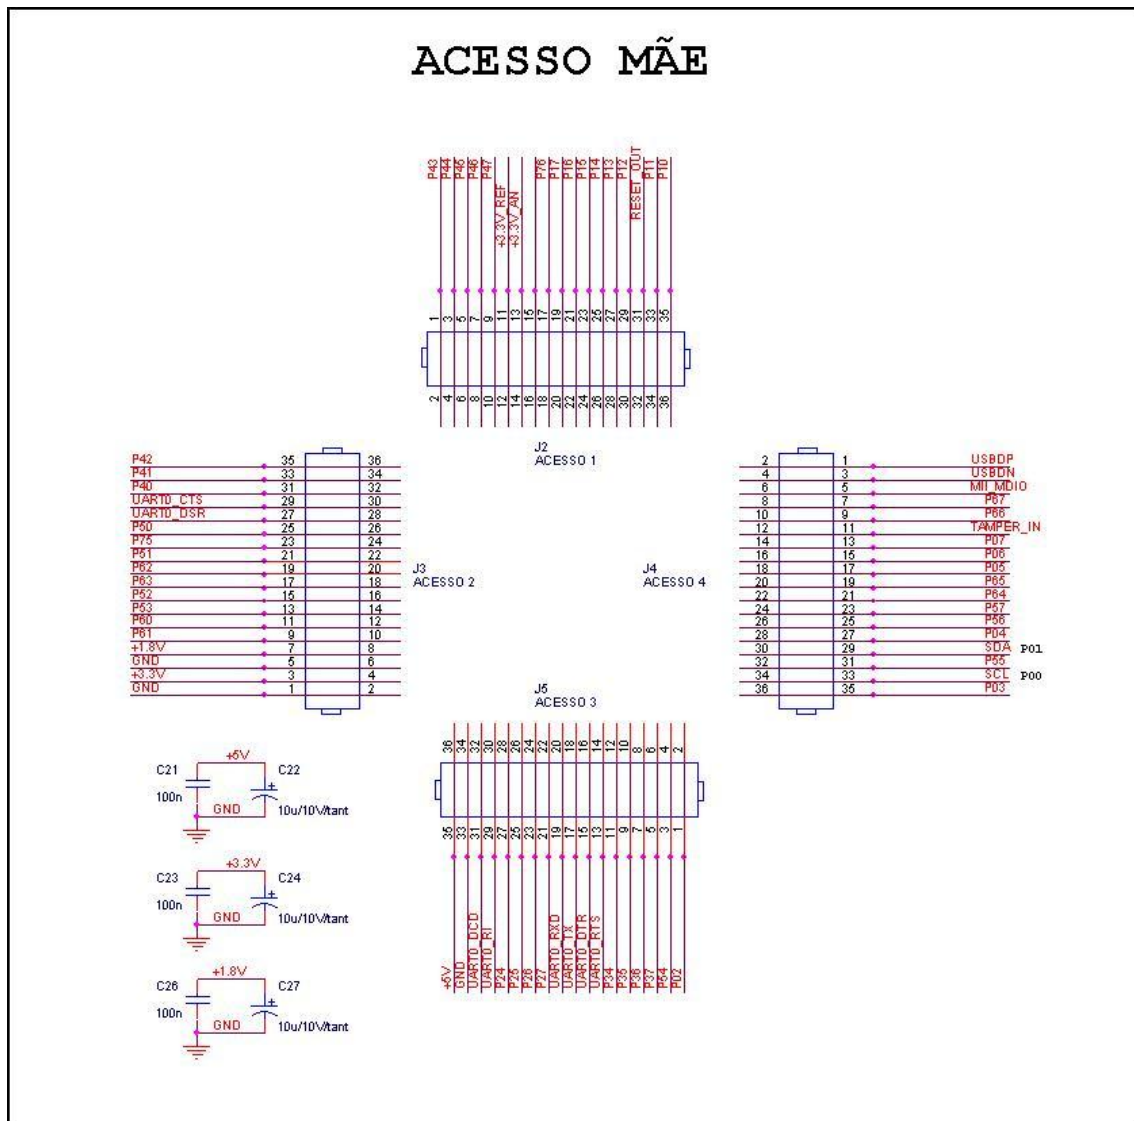 ACESSO MÃE
P43
P44
P45
P46
P47
+3.3V_REF
+3.3V_AN
P76
P17
P16
P15
P14
P13
P12
RESET_OUT
P11
P10
1 3 5 7 9 11 13 15 17 19 21 23 25 27 29 31 33 35
2 4 6 8 10 12 14 16 18 20 22 24 26 28 30 32 34 36
J2
ACESSO 1
P42 35 36
P41 33 34
P40 31 32
UART0_CTS 29 30
UART0_DSR 27 28
P50 25 26
P75 23 24
P51 21 22
P62 19 20
P63 17 18
P52 15 16
P53 13 14
P60 11 12
P61 9 10
+1.8V 7 8
GND 5 6
+3.3V 3 4
GND 1 2
J3
ACESSO 2
J4
ACESSO 4
2 1 USBDP
4 3 USBDN
6 5 MII_MDIO
8 7 P67
10 9 P66
12 11 TAMPER_IN
14 13 P07
16 15 P06
18 17 P05
20 19 P65
22 21 P64
24 23 P57
26 25 P56
28 27 P04
30 29 SDA P01
32 31 P55
34 33 SCL P00
36 35 P03
J5
ACESSO 3
36 34 32 30 28 26 24 22 20 18 16 14 12 10 8 6 4 2
35 33 31 29 27 25 23 21 19 17 15 13 11 9 7 5 3 1
+5V
GND
UART0_DCD
UART0_RI
P24
P25
P26
P27
UART0_RXD
UART0_TX
UART0_DTR
UART0_RTS
P34
P35
P36
P37
P54
P02
+5V
C21 C22
100n
GND 10u/10V/tant
+3.3V
C23 C24
100n
GND 10u/10V/tant
+1.8V
C26 C27
100n
GND 10u/10V/tant